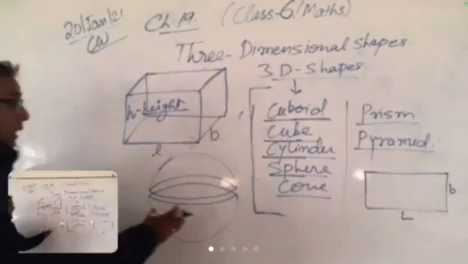 20/Jan/21
CW
Ch 19. (Class-6/Maths)
Three-Dimensional shapes
3 D-Shapes
h-height
b
l
Cuboid
Cube
Cylinder
Sphere
Cone
Prism
Pyramid.
b
L